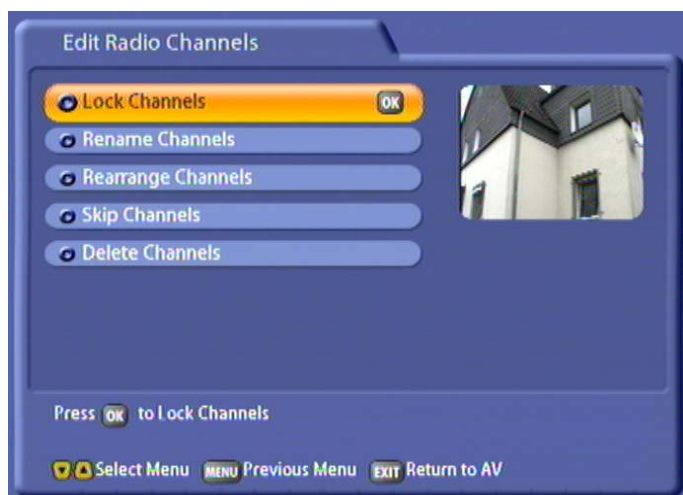 Edit Radio Channels
Lock Channels OK
Rename Channels
Rearrange Channels
Skip Channels
Delete Channels
Press OK to Lock Channels
Select Menu MENU Previous Menu EXIT Return to AV